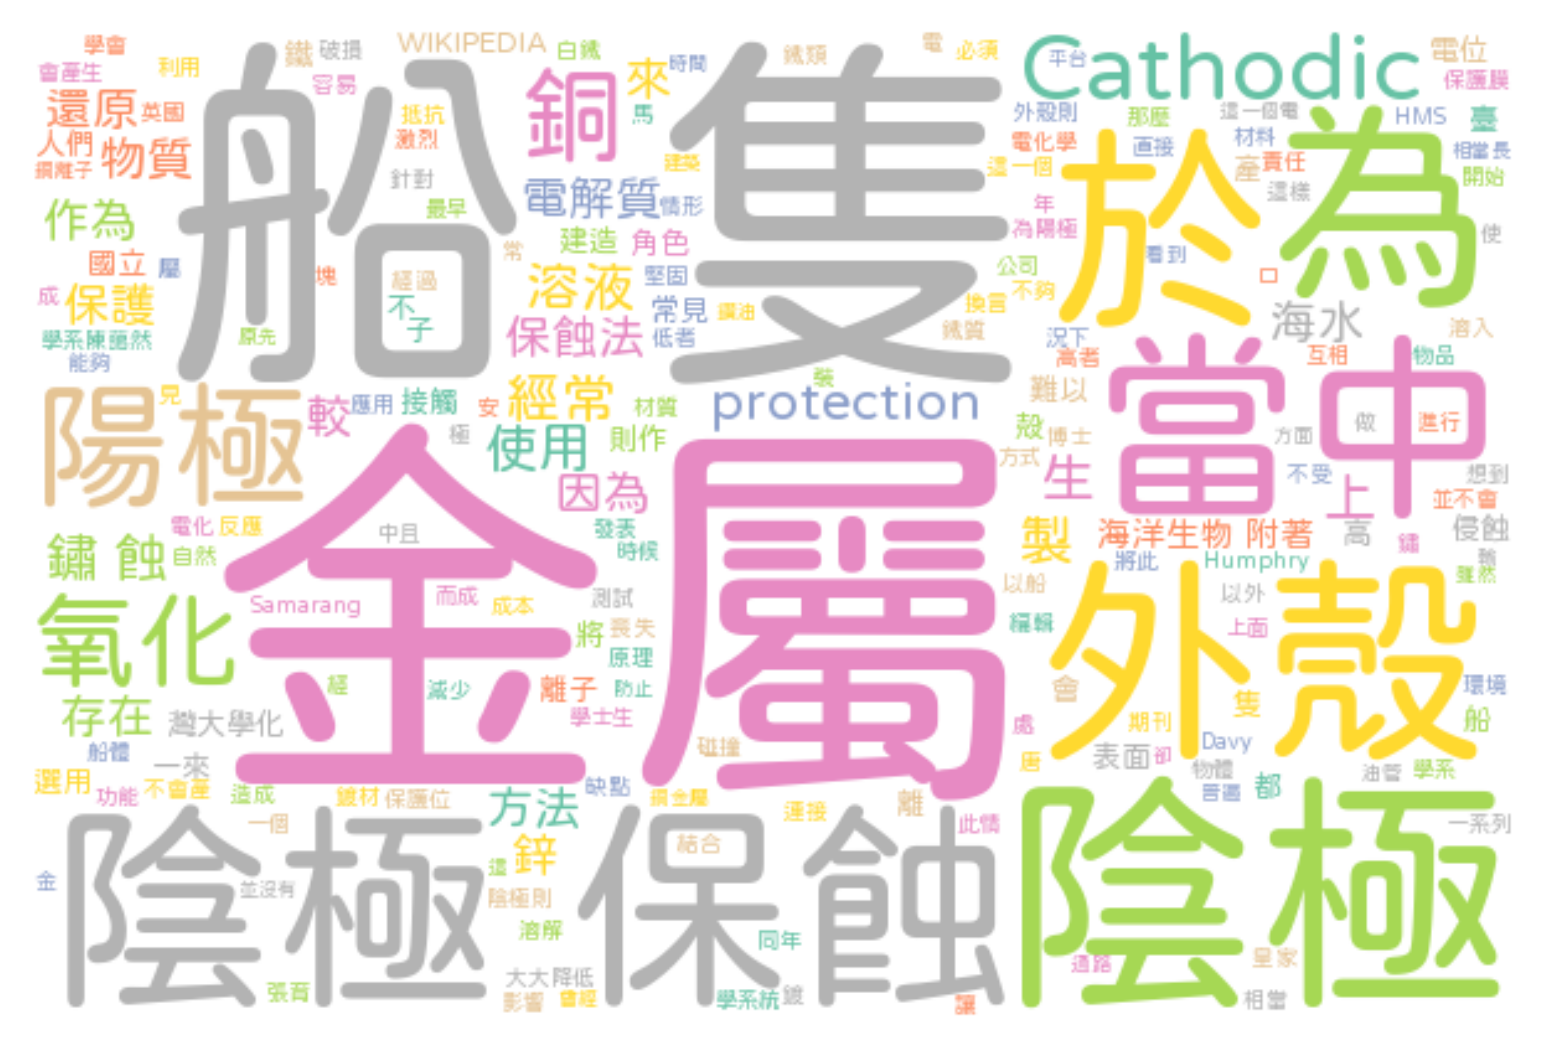 船隻
金屬
陰極保蝕
陰極
外殼
當中
於
為
陽極
氧化
Cathodic
protection
銅
電解質
溶液
保蝕法
經常
使用
因為
還原
物質
作為
保護
國立
學會
會產生
利用
鐵
破損
容易
WIKIPEDIA
白鐵
來
時間
鐵類
電
必須
平台
電位
保護膜
英國
人們
抵抗
激烈
馬
建築
外殼則
電化學
那麼
直接
這一個電
材料
HMS
臺
相當長
產
責任
這樣
這一個
開始
針對
最早
情形
建造
角色
年
為陽極
看到
使
屬
塊
成
經過
不
子
常
堅固
常見
低者
公司
不夠
換言
鐵質
口
海水
溶入
況下
高者
互相
物品
學系陳藹然
原先
能夠
見
較
應用
接觸
安
材質
極
則作
裝
難以
殼
博士
方式
生
方面
做
進行
不受
上
想到
並不會
電化
反應
自然
中且
發表
時候
鏽 蝕
製
海洋生物 附著
高
鏽
侵蝕
將此
Humphry
雖然
以船
以外
上面
編輯
Samarang
而成
成本
測試
將
喪失
原理
經
減少
離子
防止
學士生
存在
灣大學化
船體
一來
碰撞
會
隻
期刊
環境
船
處
唐
表面
卻
Davy
物體
普遍
都
油管
學系
選用
功能
不會產
造成
鍍材
保護位
方法
缺點
連接
離
此情
一個
結合
鋅
這
一系列
金
並沒有
陰極則
溶解
同年
大大降低
影響
曾經
學系統
鍍
讓
張育
通路
皇家
相當